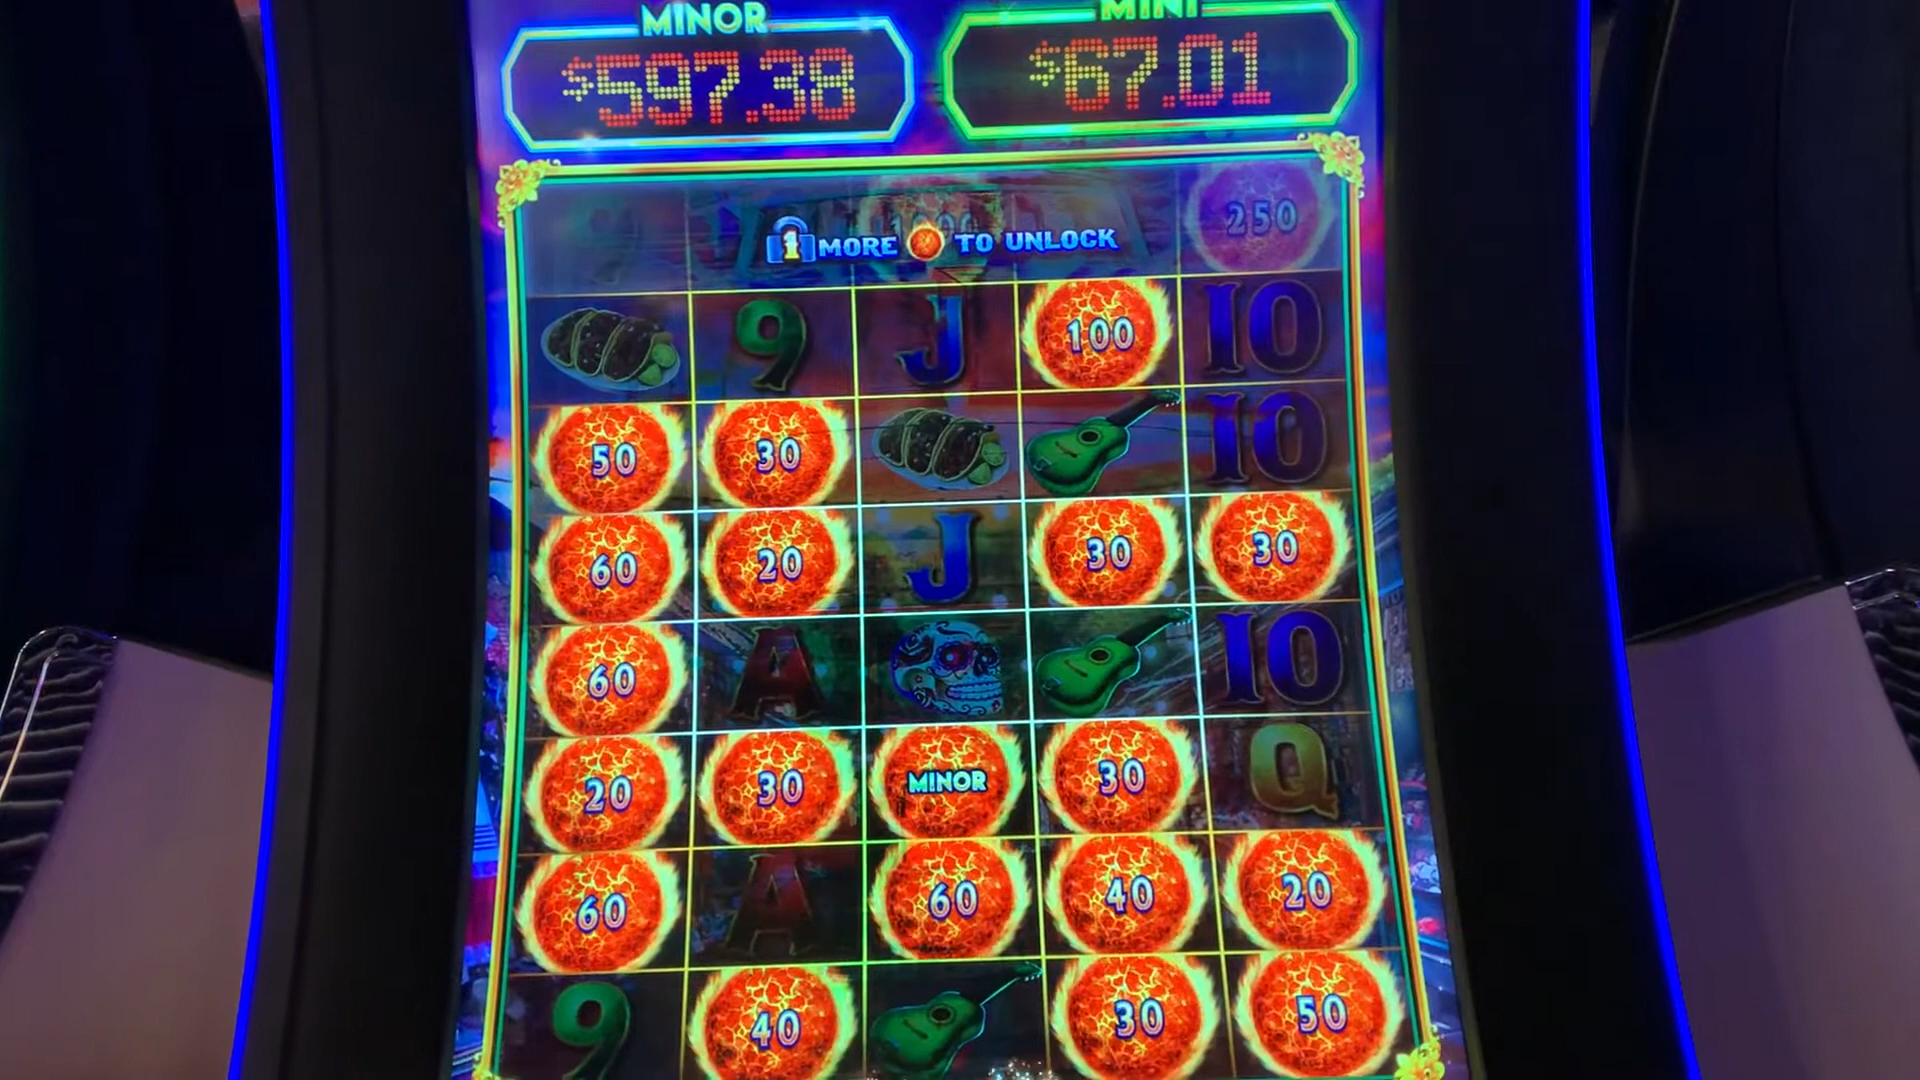 MINOR MINI
$597.38 $67.01
250
1 MORE TO UNLOCK
9 J 100 10
50 30 10
60 20 J 30 30
60 A 10
20 30 MINOR 30 Q
60 A 60 40 20
9 40 30 50